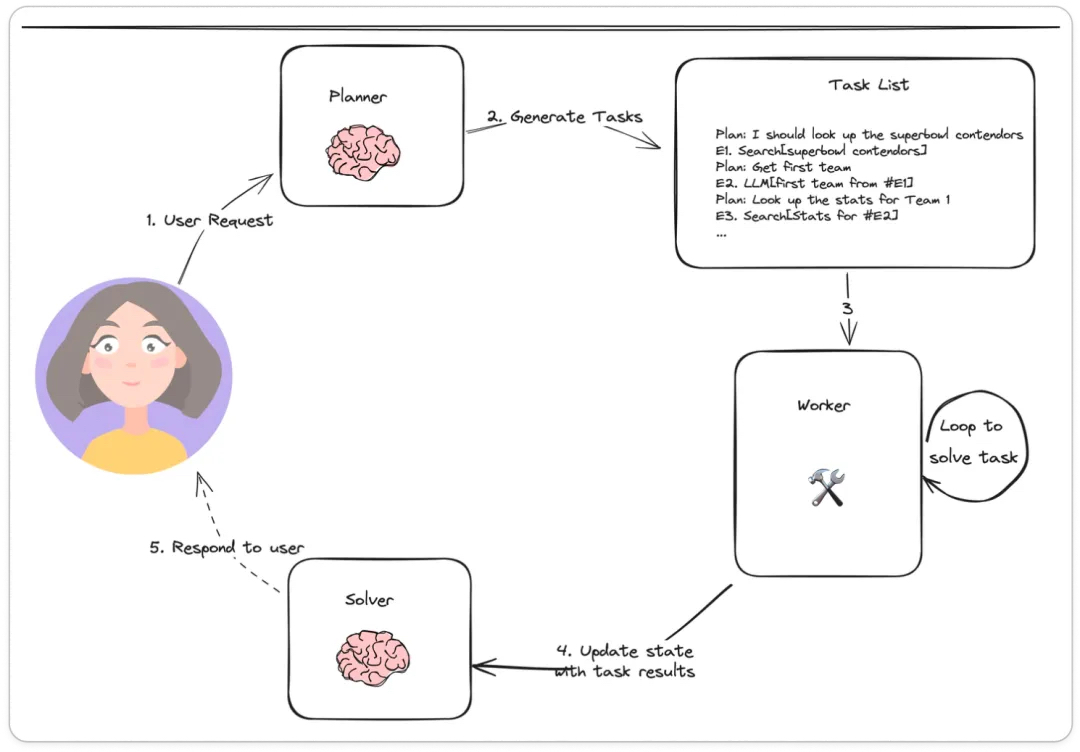 Planner
Task List
2. Generate Tasks
Plan: I should look up the superbowl contendors
E1. Search[superbowl contendors]
Plan: Get first team
E2. LLM[first team from #E1]
Plan: Look up the stats for Team 1
E3. Search[Stats for #E2]
...
1. User Request
3
Worker
Loop to
solve task
5. Respond to user
Solver
4. Update state
with task results